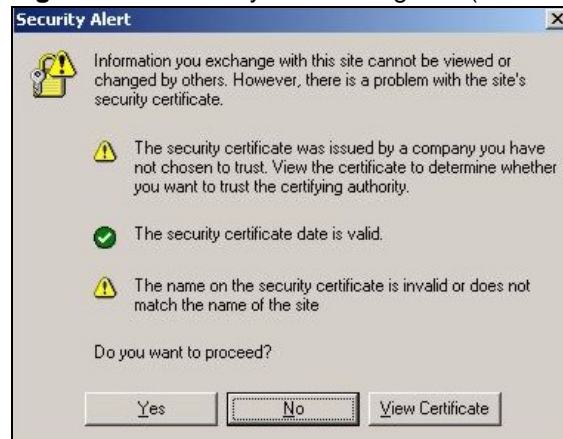 Security Alert
Information you exchange with this site cannot be viewed or
changed by others. However, there is a problem with the site's
security certificate.
The security certificate was issued by a company you have
not chosen to trust. View the certificate to determine whether
you want to trust the certifying authority.
The security certificate date is valid.
The name on the security certificate is invalid or does not
match the name of the site
Do you want to proceed?
Yes
No
View Certificate